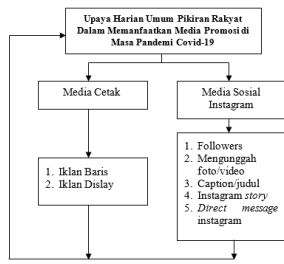 Upaya Harian Umum Pikiran Rakyat
Dalam Memanfaatkan Media Promosi di
Masa Pandemi Covid-19
Media Cetak
Media Sosial
Instagram
1. Iklan Baris
2. Iklan Dislay
1. Followers
2. Mengunggah
foto/video
3. Caption/judul
4. Instagram story
5. Direct message
instagram